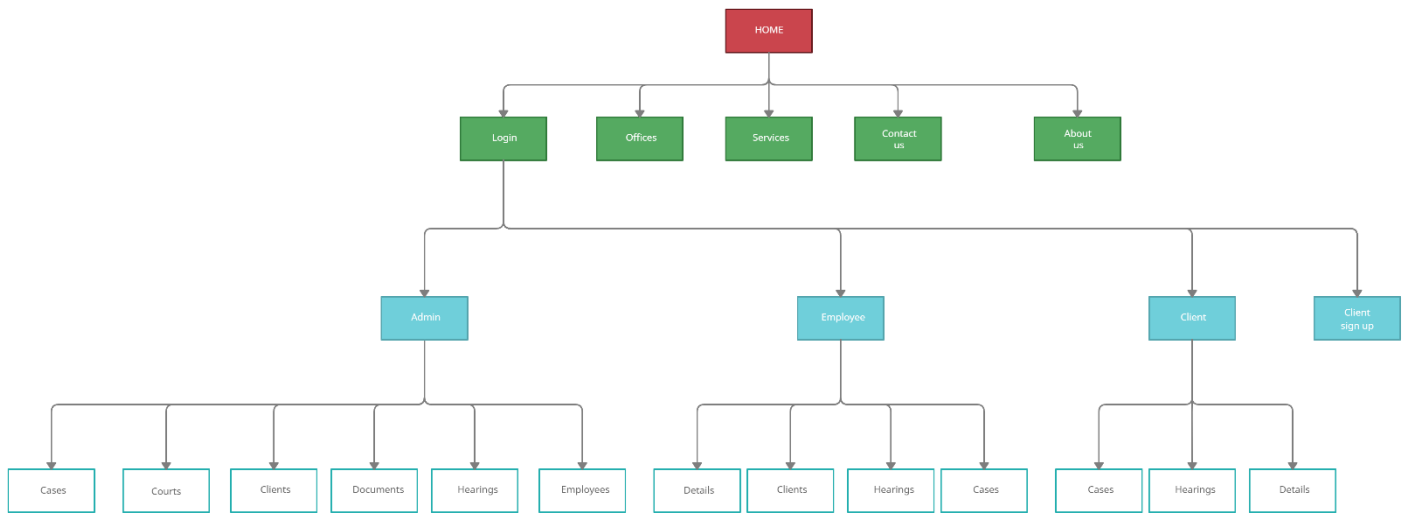 HOME
Login
Offices
Services
Contact
us
About
us
Admin
Employee
Client
Client
sign up
Cases
Courts
Clients
Documents
Hearings
Employees
Details
Clients
Hearings
Cases
Cases
Hearings
Details